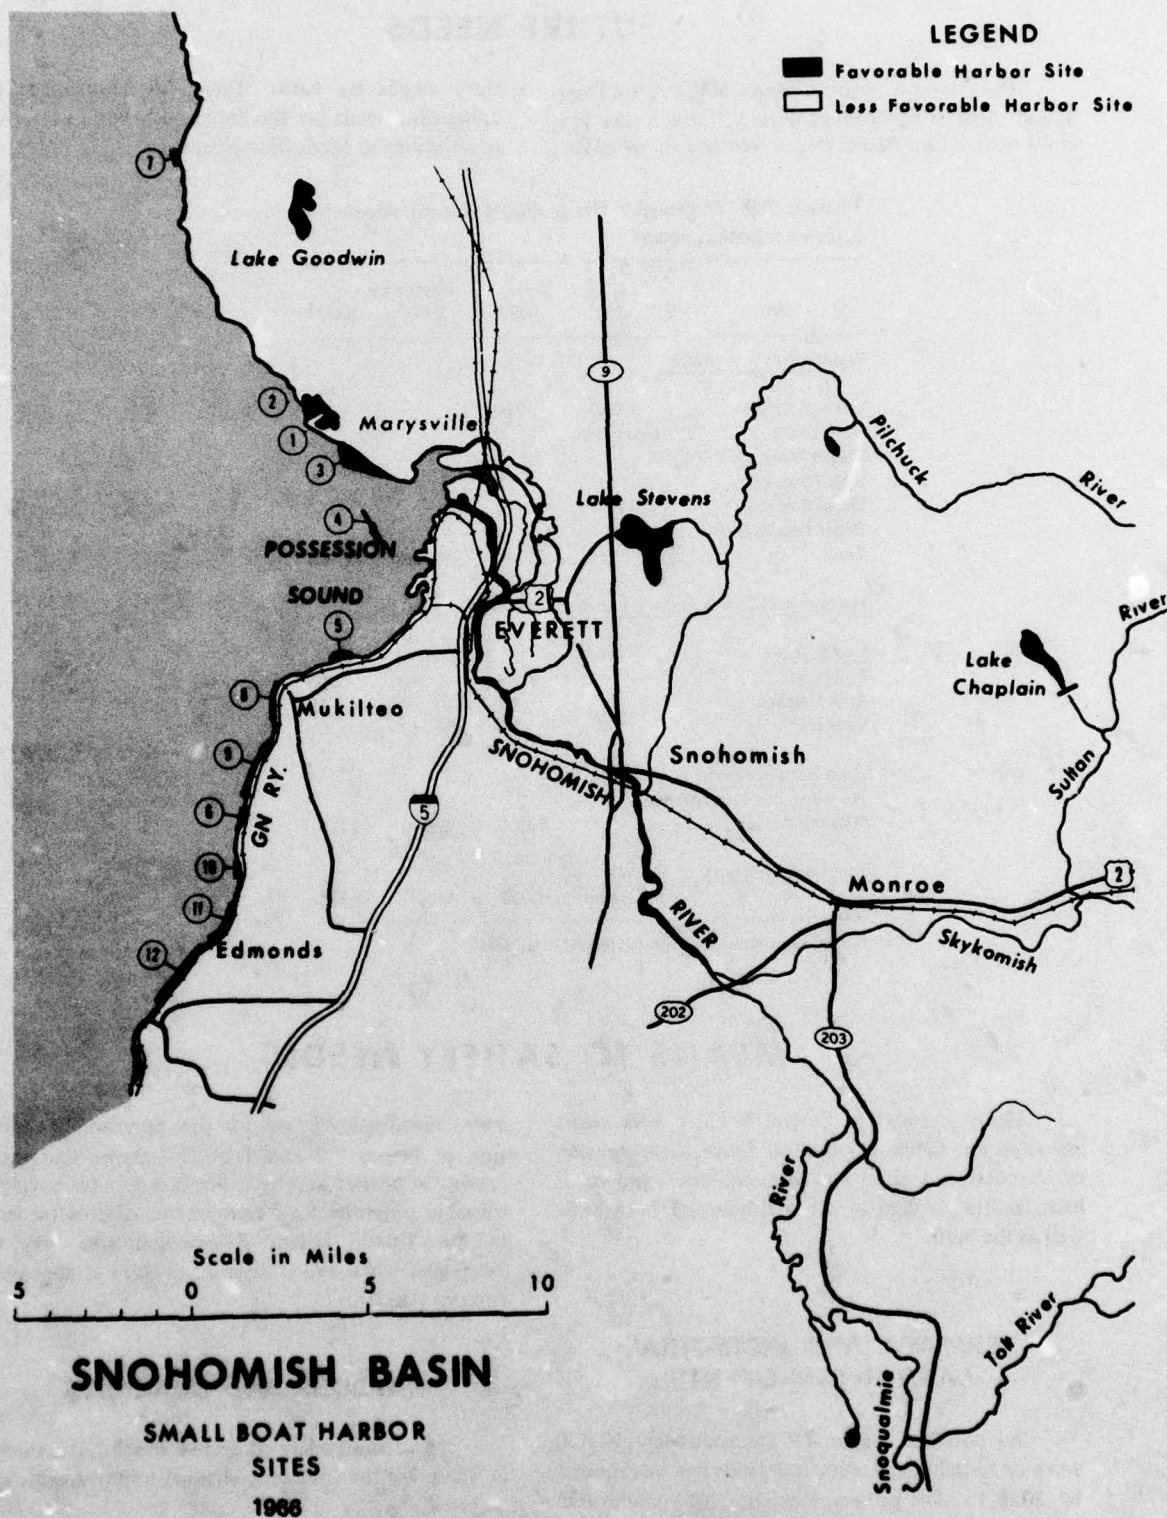 LEGEND
Favorable Harbor Site
Less Favorable Harbor Site
7
Lake Goodwin
9
2
Marysville
1
3
Pilchuck
River
Lake Stevens
4
POSSESSION
SOUND
2
River
5
EVERETT
Lake
Chaplain
8
Mukilteo
SNOHOMISH
Snohomish
Sultan
9
GN RY.
6
5
10
Monroe
2
11
RIVER
Edmonds
Skykomish
12
202
203
River
Scale in Miles
5 0 5 10
Tolt River
SNOHOMISH BASIN
SMALL BOAT HARBOR
SITES
Snoqualmie
1966